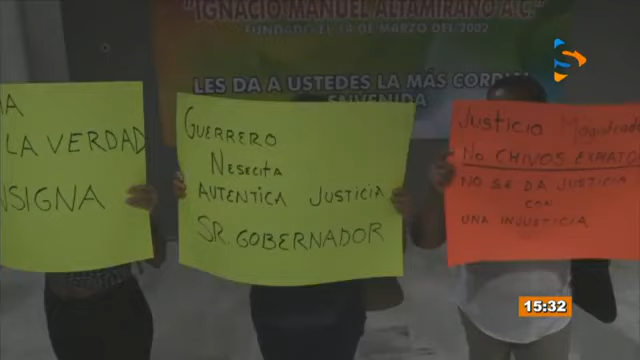 "IGNACIO MANUEL ALTAMIRANO A.C."
FUNDADO EL 14 DE MARZO DEL 2002
LES DA A USTEDES LA MÁS CORDIAL
LA VERDAD
GUERRERO
NESECITA
AUTENTICA JUSTICIA
SR. GOBERNADOR
JUSTICIA Magistrado
NO CHIVOS EXPIATO
NO SE DA JUSTICIA
CON
UNA INJUSTICIA
15:32